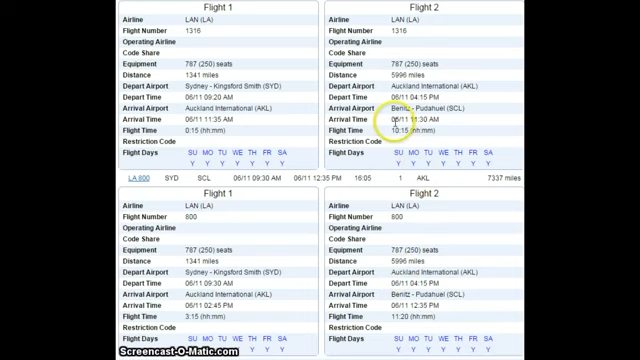 Flight 1 Flight 2
Airline LAN (LA) Airline LAN (LA)
Flight Number 1316 Flight Number 1316
Operating Airline Operating Airline
Code Share Code Share
Equipment 787 (250) seats Equipment 787 (250) seats
Distance 1341 miles Distance 5996 miles
Depart Airport Sydney - Kingsford Smith (SYD) Depart Airport Auckland International (AKL)
Depart Time 06/11 09:20 AM Depart Time 06/11 04:15 PM
Arrival Airport Auckland International (AKL) Arrival Airport Benitz - Pudahuel (SCL)
Arrival Time 06/11 11:35 AM Arrival Time 06/11 11:30 AM
Flight Time 0:15 (hh:mm) Flight Time 10:15 (hh:mm)
Restriction Code Restriction Code
Flight Days SU MO TU WE TH FR SA Flight Days SU MO TU WE TH FR SA
Y Y Y Y Y Y Y Y Y Y Y Y Y Y
LA 800 SYD SCL 06/11 09:30 AM 06/11 12:35 PM 16:05 1 AKL 7337 miles
Flight 1 Flight 2
Airline LAN (LA) Airline LAN (LA)
Flight Number 800 Flight Number 800
Operating Airline Operating Airline
Code Share Code Share
Equipment 787 (250) seats Equipment 787 (250) seats
Distance 1341 miles Distance 5996 miles
Depart Airport Sydney - Kingsford Smith (SYD) Depart Airport Auckland International (AKL)
Depart Time 06/11 09:30 AM Arrival Airport Benitz - Pudahuel (SCL)
Arrival Airport Auckland International (AKL) Arrival Airport Benitz - Pudahuel (SCL)
Arrival Time 06/11 02:45 PM Depart Time 06/11 06:15 PM
Flight Time 3:15 (hh:mm) Flight Time 11:20 (hh:mm)
Restriction Code Restriction Code
Flight Days SU MO TU WE TH FR SA Flight Days SU MO TU WE TH FR SA
Y Y Y Y Y Y Y Y Y Y Y
Screencast-O-Matic.com